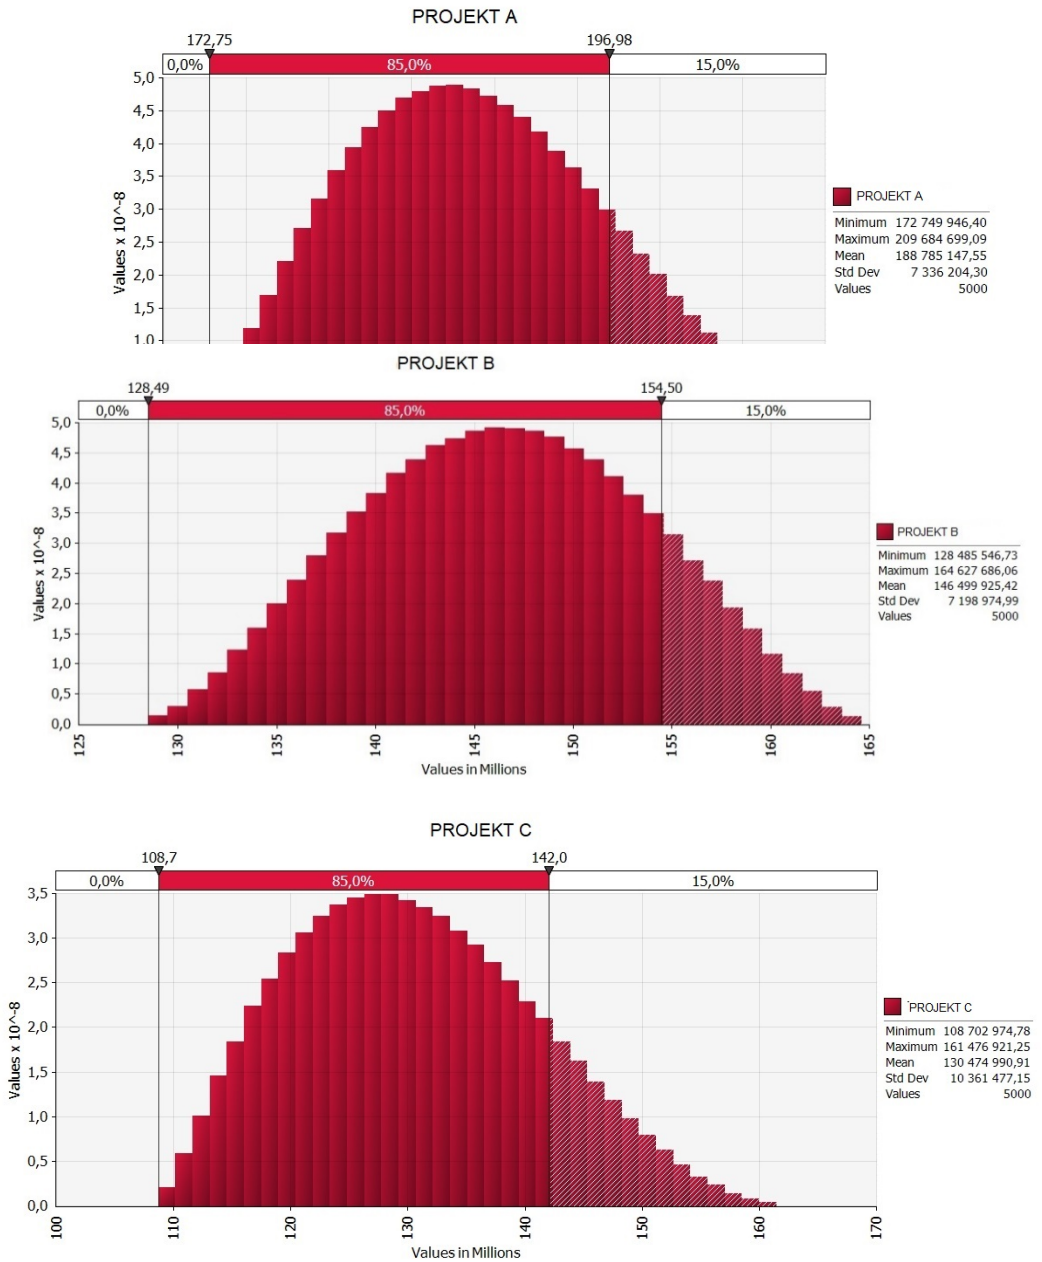 PROJEKT A
172,75 196,98
0,0% 85,0% 15,0%
5,0
4,5
4,0
3,5
3,0
2,5
2,0
1,5
1,0
Values x 10^-8
PROJEKT A
Minimum 172 749 946,40
Maximum 209 684 699,09
Mean 188 785 147,55
Std Dev 7 336 204,30
Values 5000
PROJEKT B
128,49 154,50
0,0% 85,0% 15,0%
5,0
4,5
4,0
3,5
3,0
2,5
2,0
1,5
1,0
0,5
0,0
Values x 10^-8
125 130 135 140 145 150 155 160 165
Values in Millions
PROJEKT B
Minimum 128 485 546,73
Maximum 164 627 686,06
Mean 146 499 925,42
Std Dev 7 198 974,99
Values 5000
PROJEKT C
108,7 142,0
0,0% 85,0% 15,0%
3,5
3,0
2,5
2,0
1,5
1,0
0,5
0,0
Values x 10^-8
100 110 120 130 140 150 160 170
Values in Millions
PROJEKT C
Minimum 108 702 974,78
Maximum 161 476 921,25
Mean 130 474 990,91
Std Dev 10 361 477,15
Values 5000